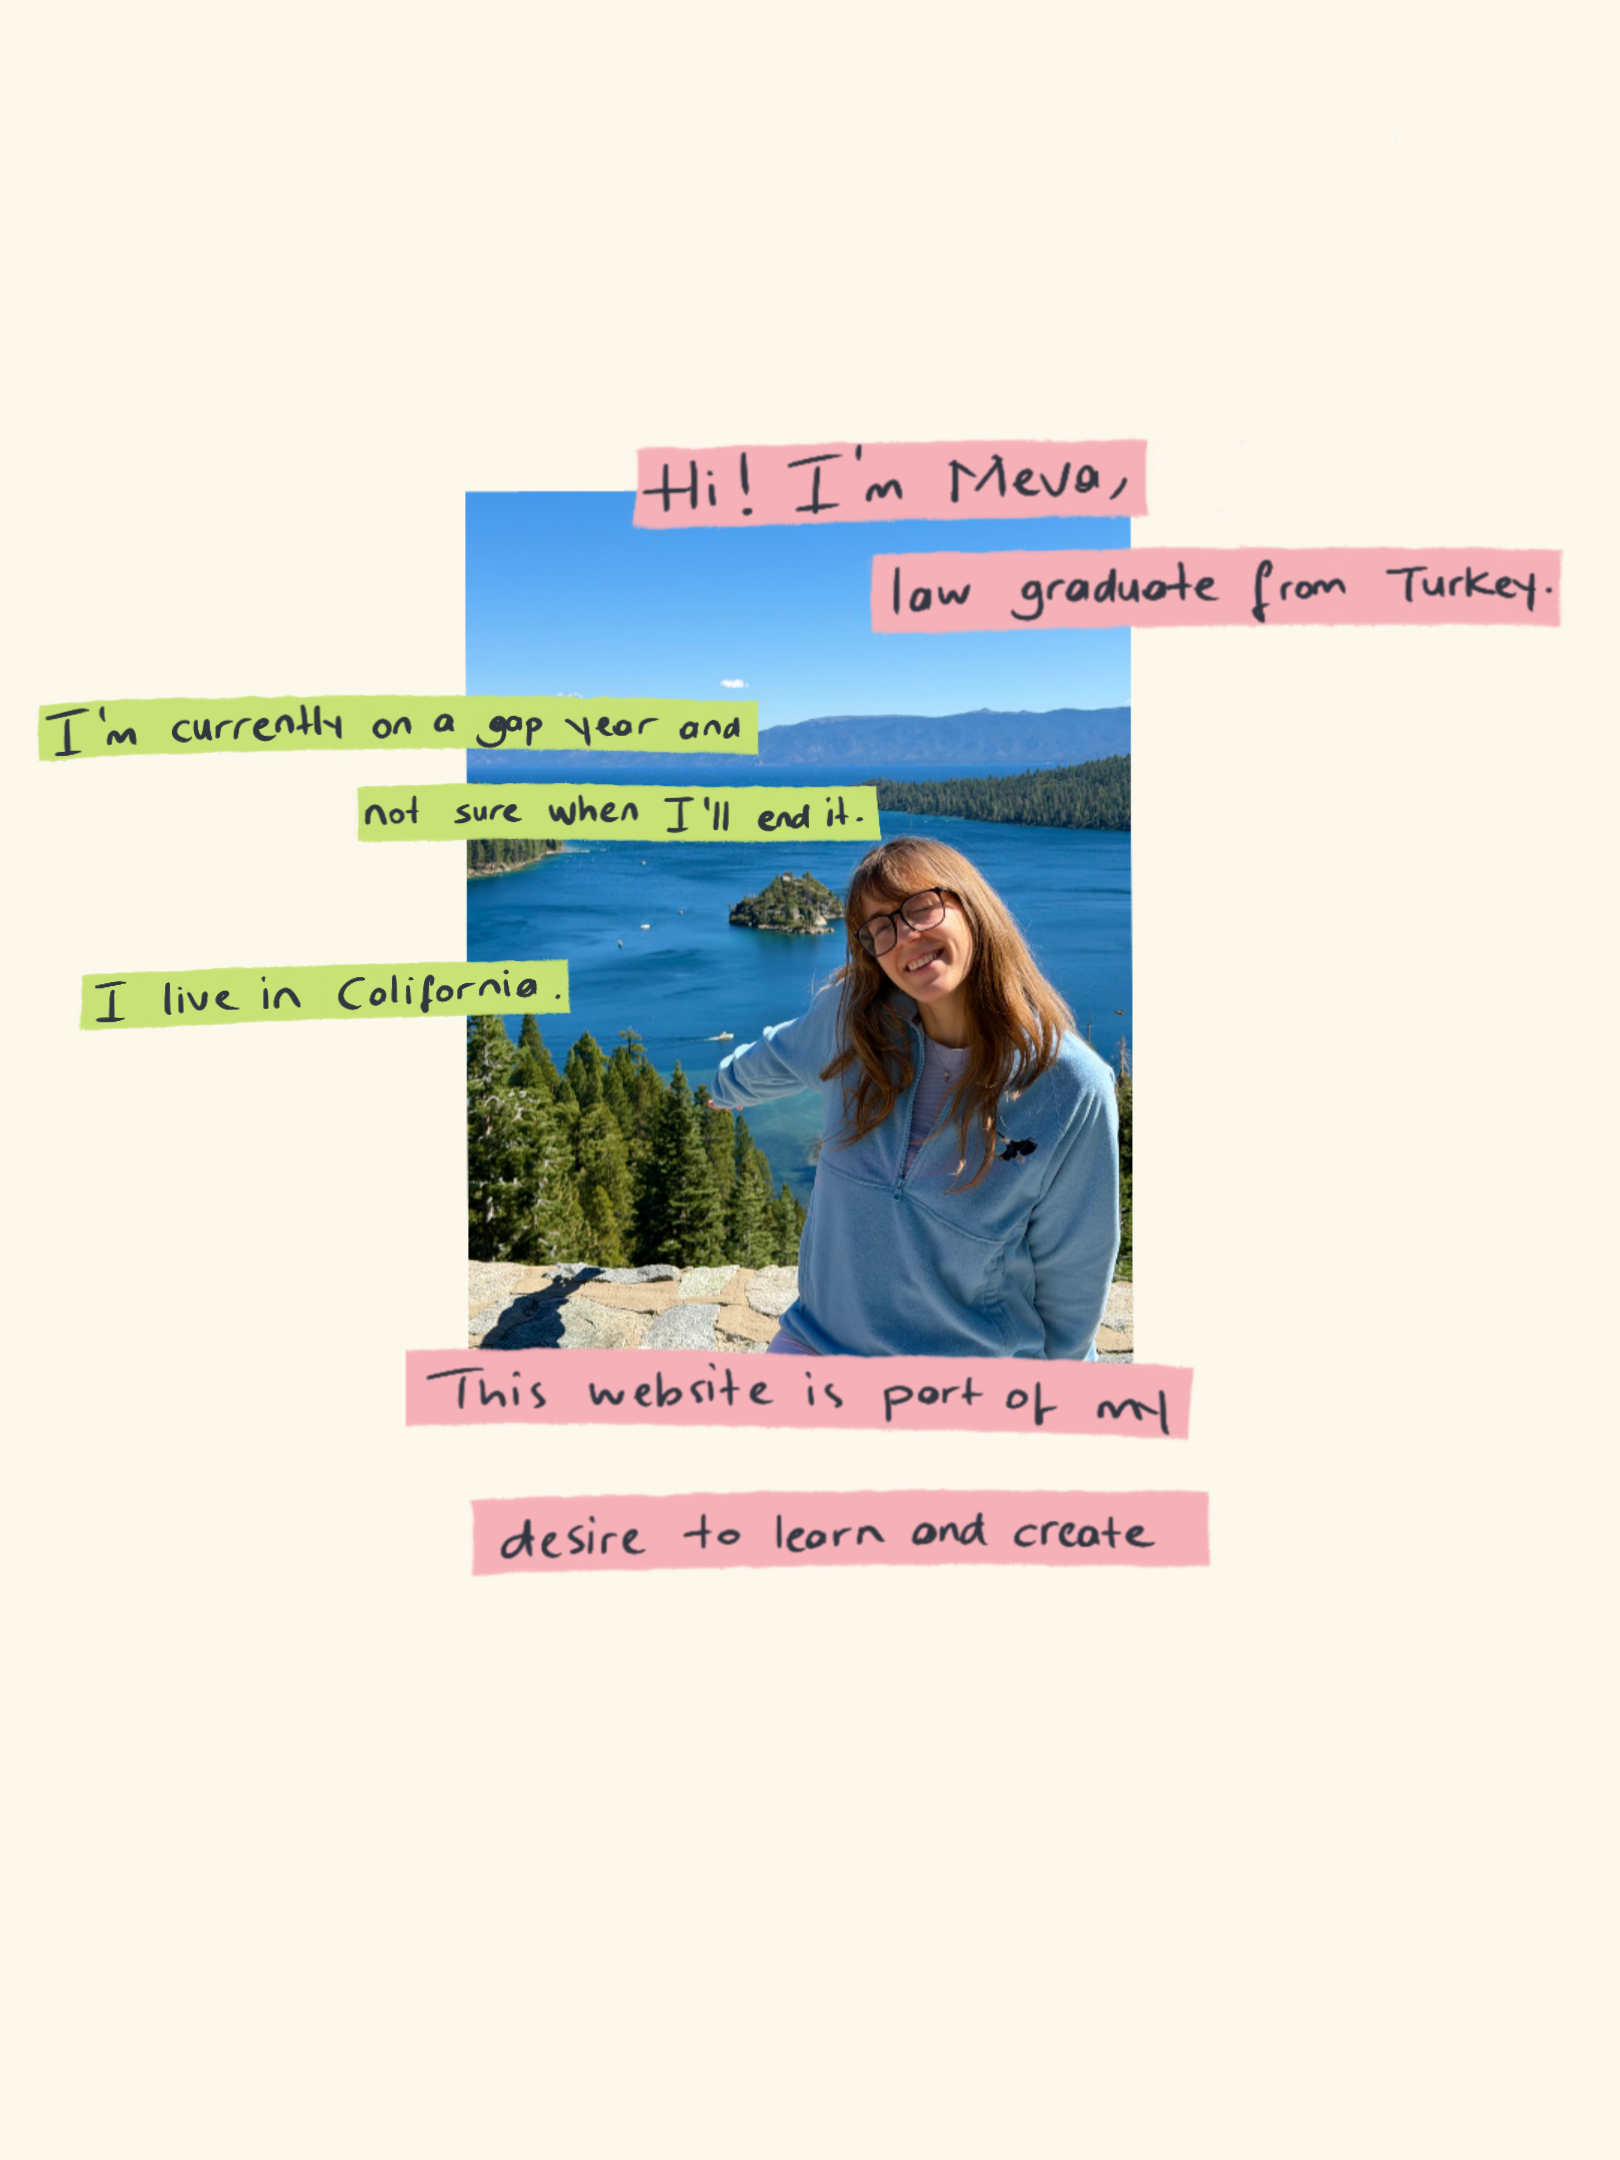 Hi! I'm Meva,
law graduate from Turkey.
I'm currently on a gap year and
not sure when I'll end it.
I live in California.
This website is part of my
desire to learn and create